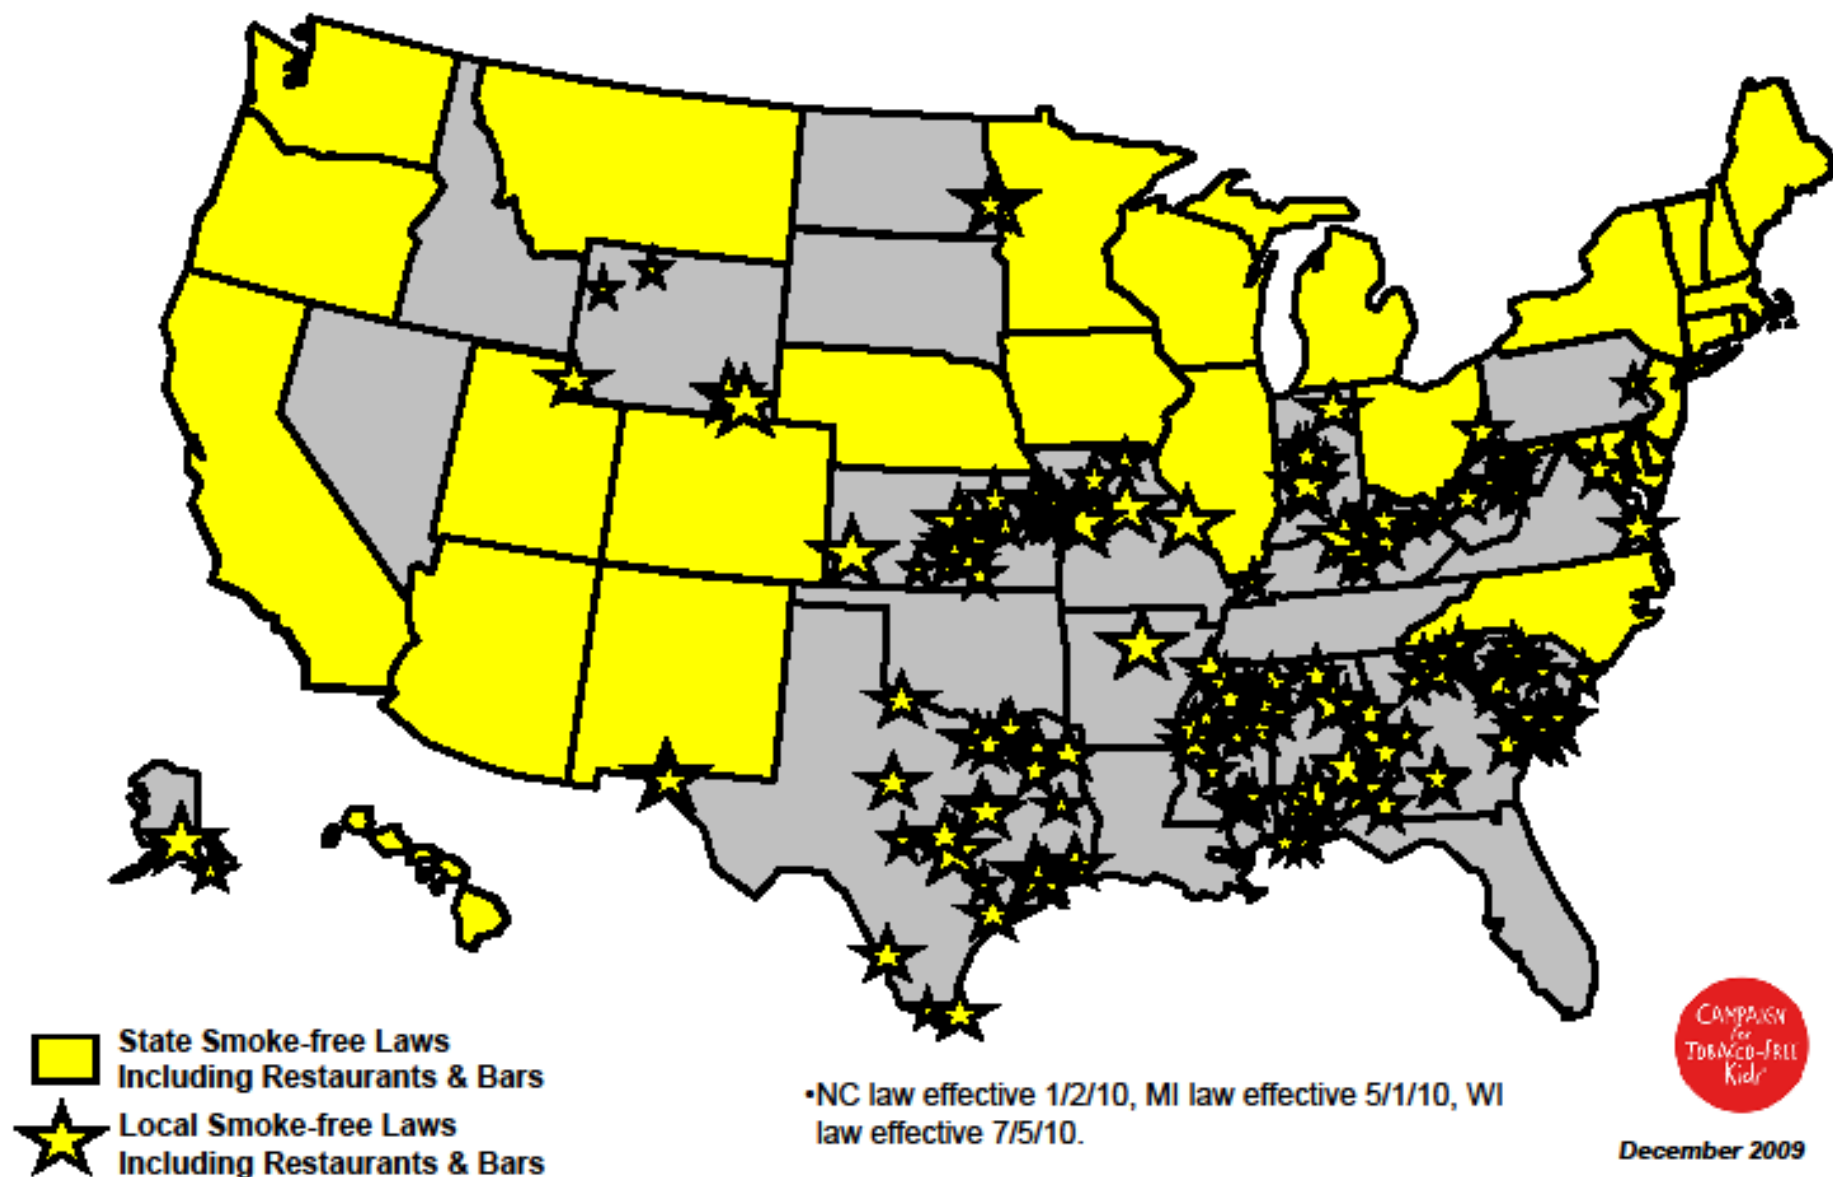 State Smoke-free Laws
Including Restaurants & Bars
Local Smoke-free Laws
Including Restaurants & Bars
•NC law effective 1/2/10, MI law effective 5/1/10, WI
law effective 7/5/10.
CAMPAIGN
for
TOBACCO-FREE
Kids
December 2009